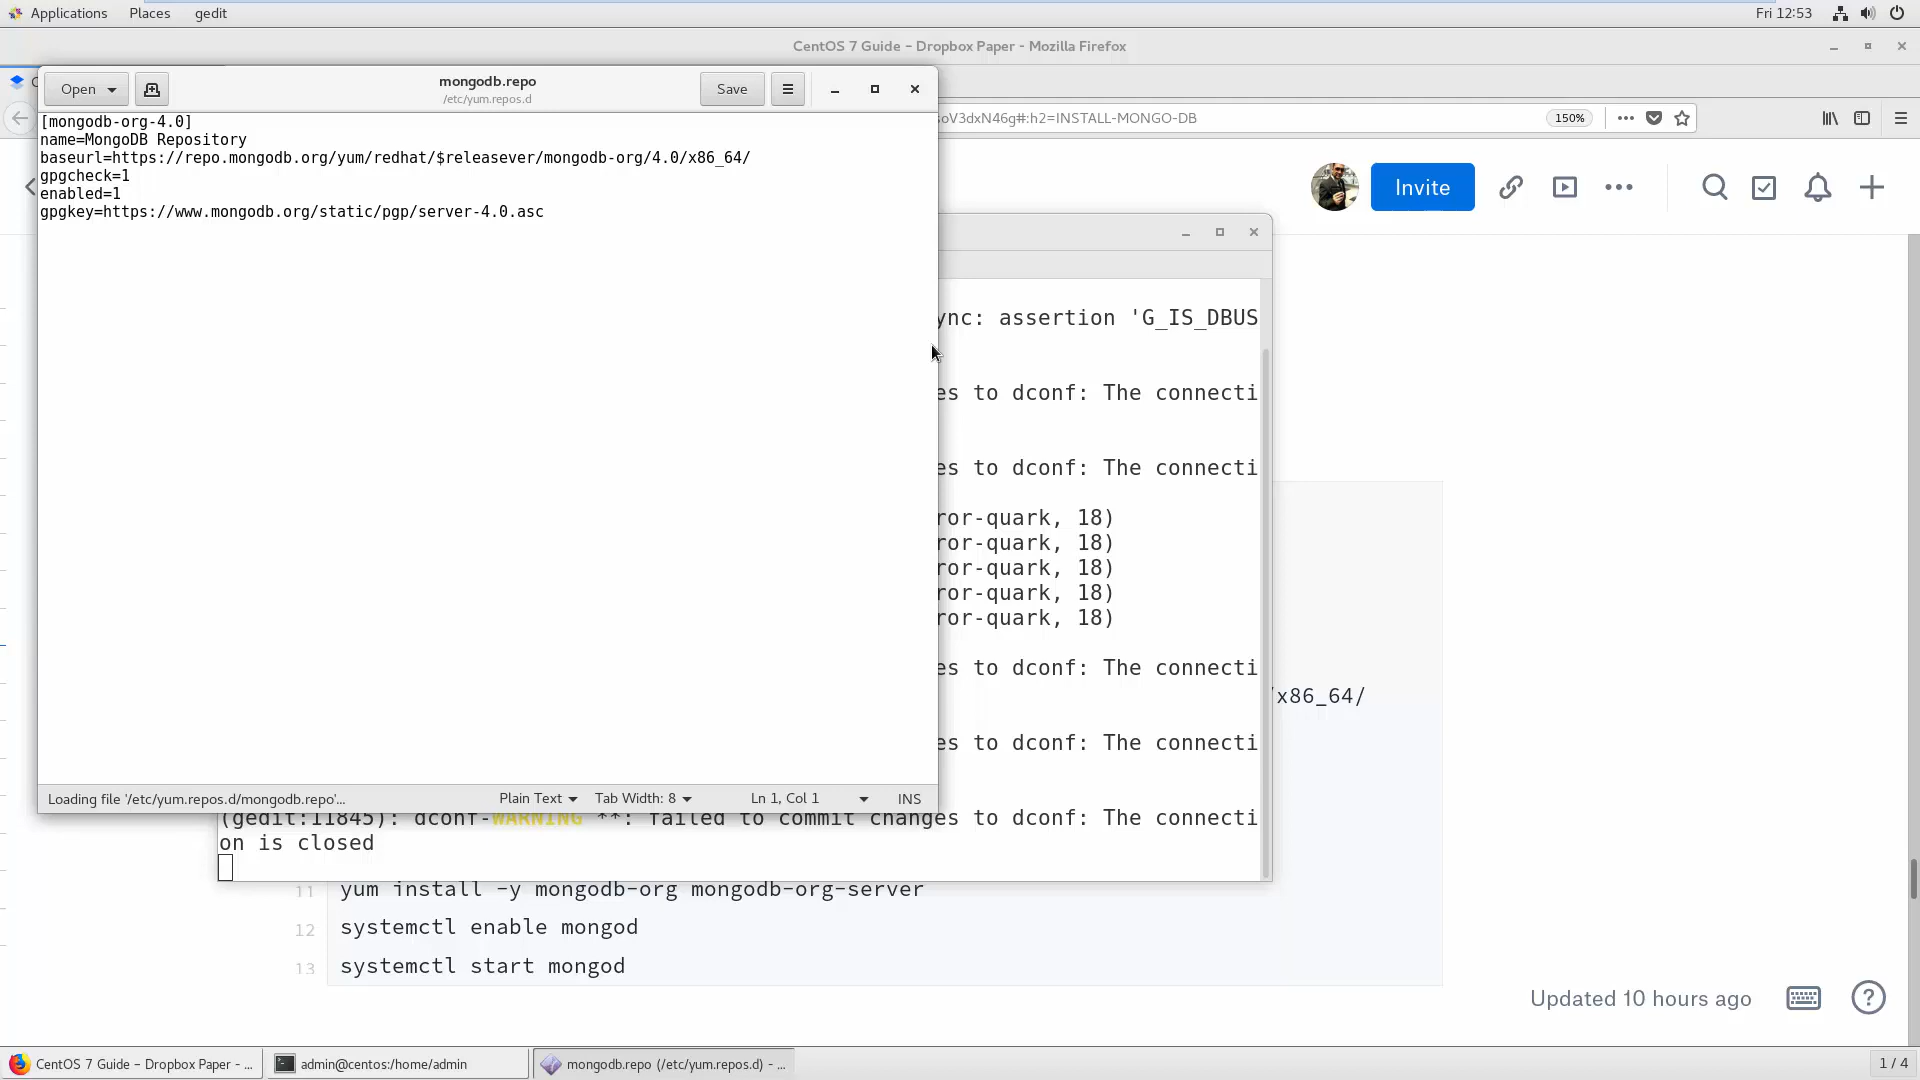 Applications Places gedit
Fri 12:53
CentOS 7 Guide – Dropbox Paper - Mozilla Firefox
Open
mongodb.repo
/etc/yum.repos.d
Save
soV3dxN46g#:h2=INSTALL-MONGO-DB
150%
[mongodb-org-4.0]
name=MongoDB Repository
baseurl=https://repo.mongodb.org/yum/redhat/$releasever/mongodb-org/4.0/x86_64/
gpgcheck=1
enabled=1
gpgkey=https://www.mongodb.org/static/pgp/server-4.0.asc
Invite
ync: assertion 'G_IS_DBUS
es to dconf: The connecti
es to dconf: The connecti
ror-quark, 18)
ror-quark, 18)
ror-quark, 18)
ror-quark, 18)
ror-quark, 18)
es to dconf: The connecti
/x86_64/
es to dconf: The connecti
Loading file '/etc/yum.repos.d/mongodb.repo'...
Plain Text
Tab Width: 8
Ln 1, Col 1
INS
(gedit:11845): dconf-WARNING **: failed to commit changes to dconf: The connecti
on is closed
11 yum install -y mongodb-org mongodb-org-server
12 systemctl enable mongod
13 systemctl start mongod
Updated 10 hours ago
?
CentOS 7 Guide – Dropbox Paper - ...
admin@centos:/home/admin
mongodb.repo (/etc/yum.repos.d) - ...
1 / 4